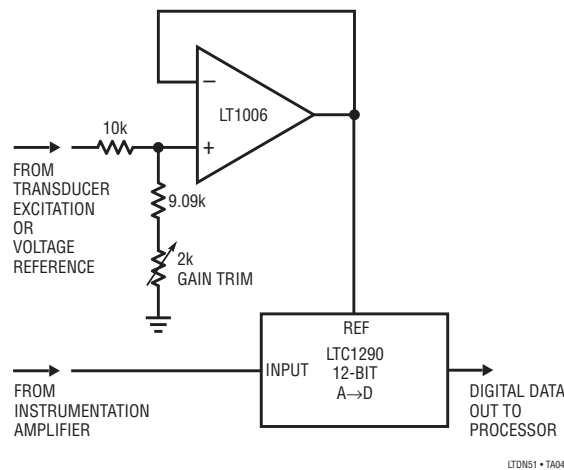 LT1006
−
+
10k
FROM
TRANSDUCER
EXCITATION
OR
VOLTAGE
REFERENCE
9.09k
2k
GAIN TRIM
REF
LTC1290
12-BIT
A→D
INPUT
FROM
INSTRUMENTATION
AMPLIFIER
DIGITAL DATA
OUT TO
PROCESSOR
LTDN51 • TA04